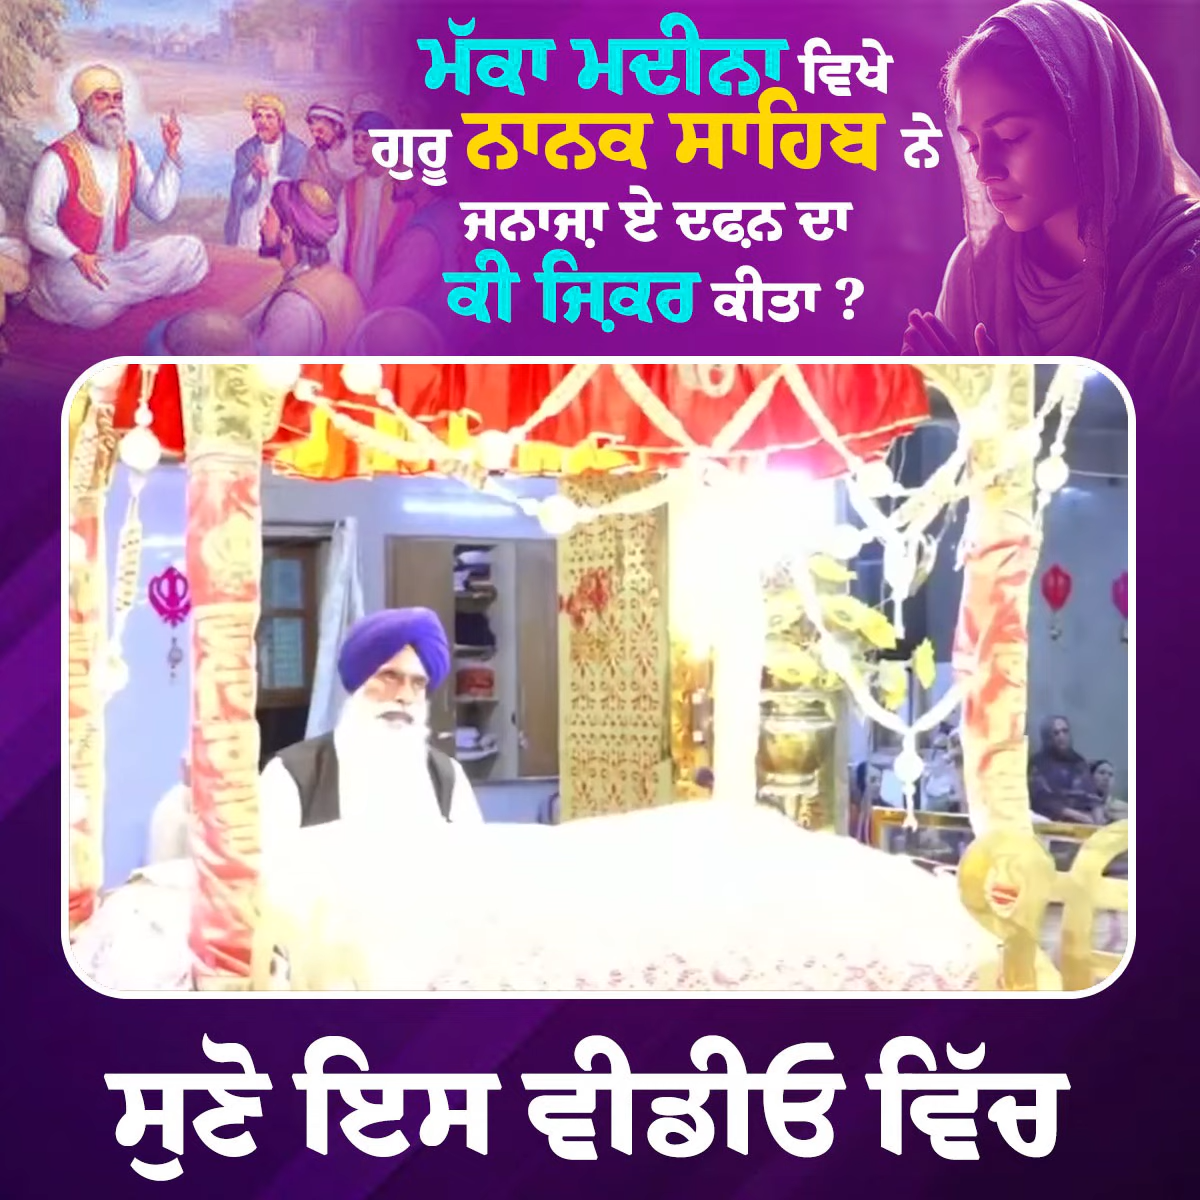 ਮੱਕਾ ਮਦੀਨਾ ਵਿਖੇ
ਗੁਰੂ ਨਾਨਕ ਸਾਹਿਬ ਨੇ
ਜਨਾਜ਼ਾ ਏ ਦਫ਼ਨ ਦਾ
ਕੀ ਜ਼ਿਕਰ ਕੀਤਾ ?
ਸੁਣੋ ਇਸ ਵੀਡੀਓ ਵਿੱਚ